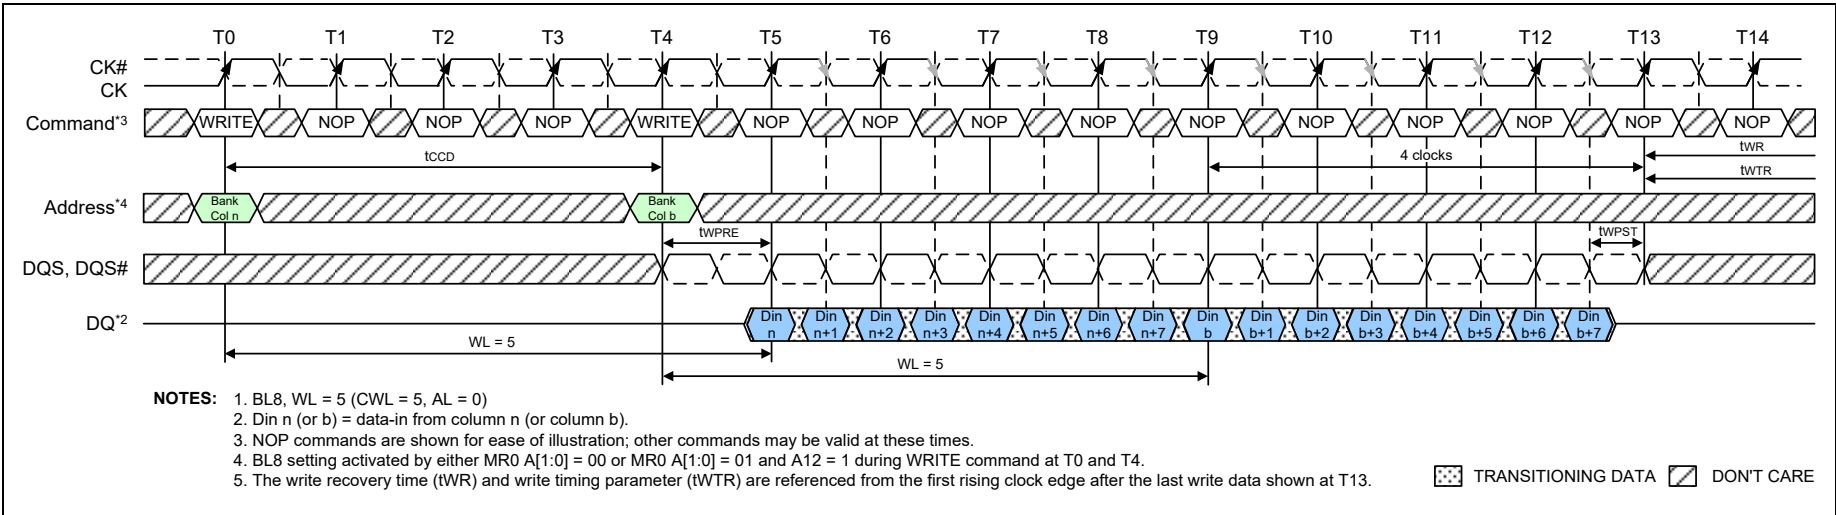 T0 T1 T2 T3 T4 T5 T6 T7 T8 T9 T10 T11 T12 T13 T14
CK#
CK
Command*3 WRITE NOP NOP NOP WRITE NOP NOP NOP NOP NOP NOP NOP NOP NOP NOP
tCCD 4 clocks tWR
tWTR
Address*4 Bank Col n Bank Col b
tWPRE tWPST
DQS, DQS#
DQ*2 Din n Din n+1 Din n+2 Din n+3 Din n+4 Din n+5 Din n+6 Din n+7 Din b Din b+1 Din b+2 Din b+3 Din b+4 Din b+5 Din b+6 Din b+7
WL = 5
WL = 5
NOTES: 1. BL8, WL = 5 (CWL = 5, AL = 0)
2. Din n (or b) = data-in from column n (or column b).
3. NOP commands are shown for ease of illustration; other commands may be valid at these times.
4. BL8 setting activated by either MR0 A[1:0] = 00 or MR0 A[1:0] = 01 and A12 = 1 during WRITE command at T0 and T4.
5. The write recovery time (tWR) and write timing parameter (tWTR) are referenced from the first rising clock edge after the last write data shown at T13.
TRANSITIONING DATA DON'T CARE